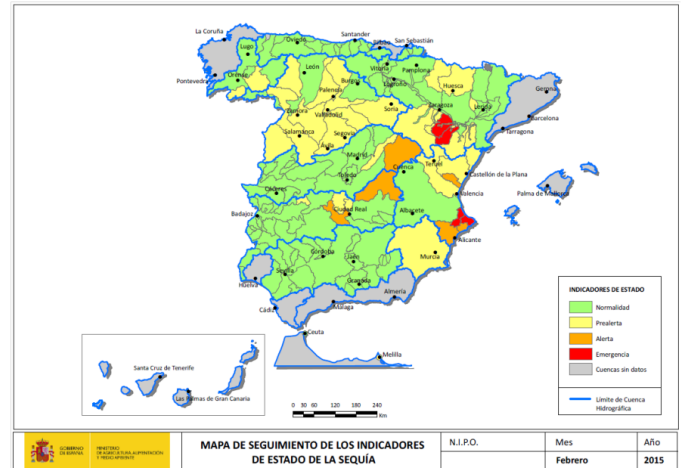 La Coruña
Lugo
Oviedo
Santander
Bilbao
San Sebastián
Vitoria
Pamplona
Pontevedra
Orense
León
Burgos
Logroño
Huesca
Gerona
Palencia
Soria
Zaragoza
Lérida
Barcelona
Tarragona
Zamora
Valladolid
Salamanca
Segovia
Ávila
Madrid
Teruel
Cuenca
Castellón de la Plana
Toledo
Valencia
Palma de Mallorca
Cáceres
Badajoz
Ciudad Real
Albacete
Alicante
Murcia
Córdoba
Jaén
Sevilla
Granada
Huelva
Almería
Málaga
Cádiz
Ceuta
Melilla
Santa Cruz de Tenerife
Las Palmas de Gran Canaria
INDICADORES DE ESTADO
Normalidad
Prealerta
Alerta
Emergencia
Cuencas sin datos
Límite de Cuenca
Hidrográfica
0 30 60 120 180 240
Km
GOBIERNO
DE ESPAÑA
MINISTERIO
DE AGRICULTURA, ALIMENTACIÓN
Y MEDIO AMBIENTE
MAPA DE SEGUIMIENTO DE LOS INDICADORES
DE ESTADO DE LA SEQUÍA
N.I.P.O.
Mes
Año
Febrero
2015